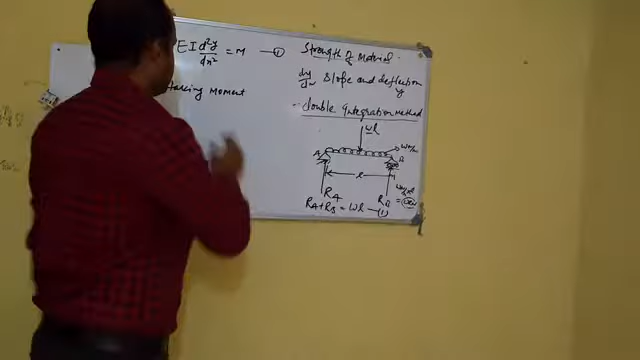 EI d²y/dx² = M —①
taking moment
Strength of Material.
dy/dx Slope and deflection
y
double integration method
wl
A
B
l
RA
RB
RA+RB = wl —(1)